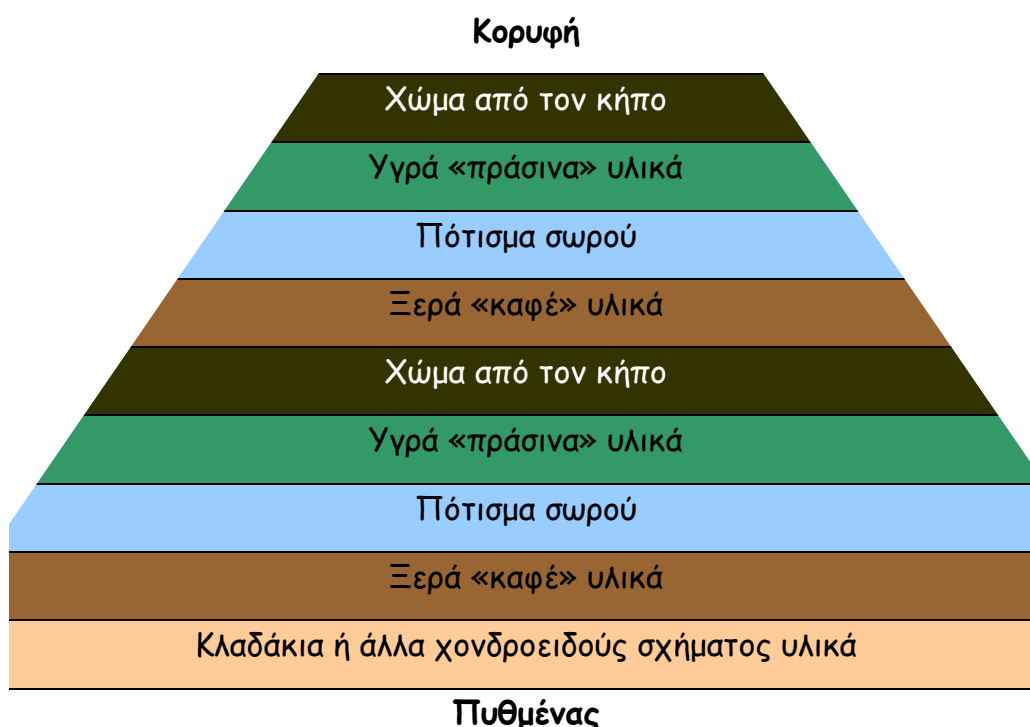 Κορυφή
Χώμα από τον κήπο
Υγρά «πράσινα» υλικά
Πότισμα σωρού
Ξερά «καφέ» υλικά
Χώμα από τον κήπο
Υγρά «πράσινα» υλικά
Πότισμα σωρού
Ξερά «καφέ» υλικά
Κλαδάκια ή άλλα χονδροειδούς σχήματος υλικά
Πυθμένας